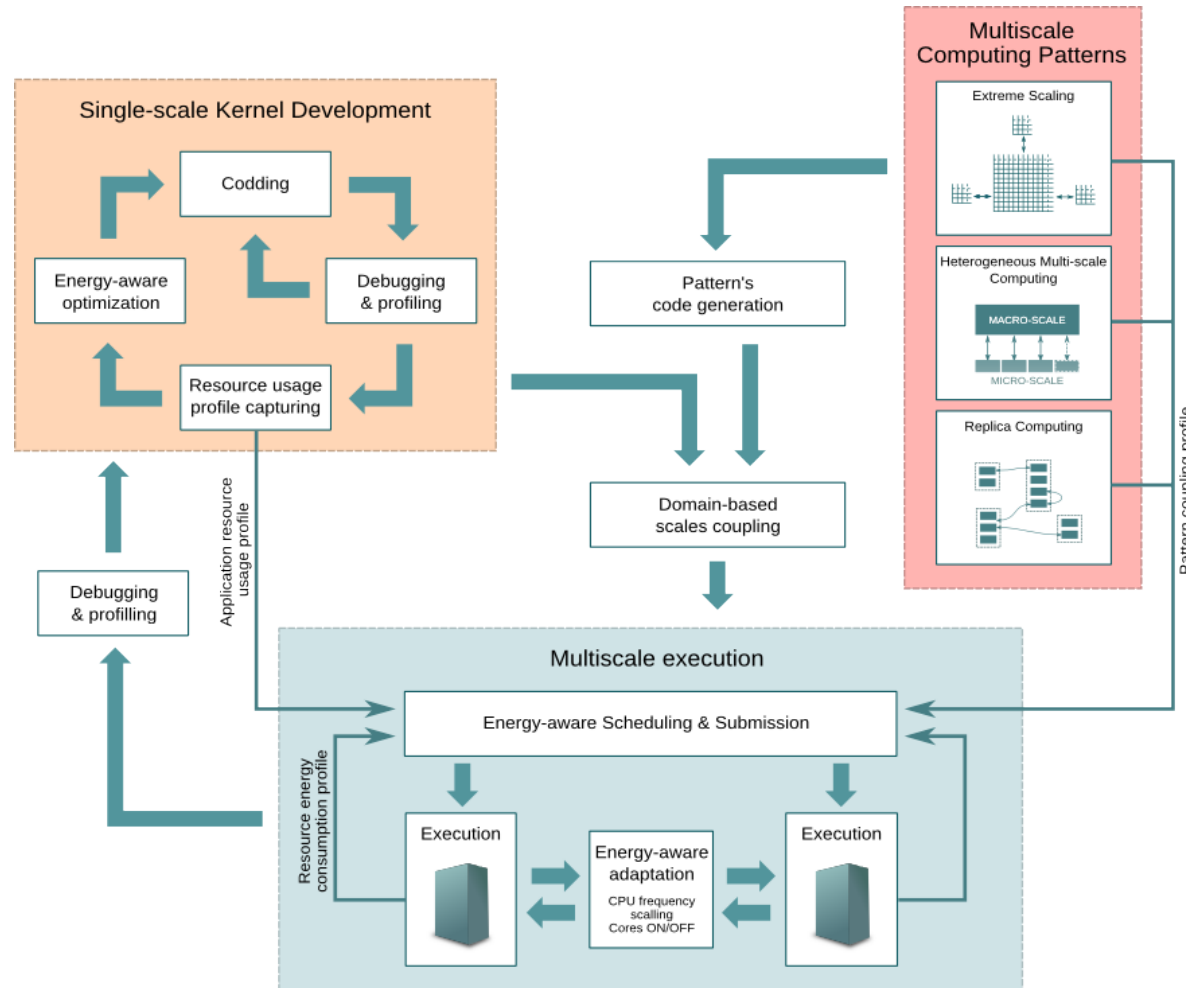 Multiscale
Computing Patterns
Extreme Scaling
Heterogeneous Multi-scale
Computing
MACRO-SCALE
MICRO-SCALE
Replica Computing
Pattern coupling profile
Single-scale Kernel Development
Codding
Energy-aware
optimization
Debugging
& profiling
Resource usage
profile capturing
Pattern's
code generation
Domain-based
scales coupling
Application resource
usage profile
Debugging
& profilling
Multiscale execution
Energy-aware Scheduling & Submission
Resource energy
consumption profile
Execution
Energy-aware
adaptation
CPU frequency
scalling
Cores ON/OFF
Execution